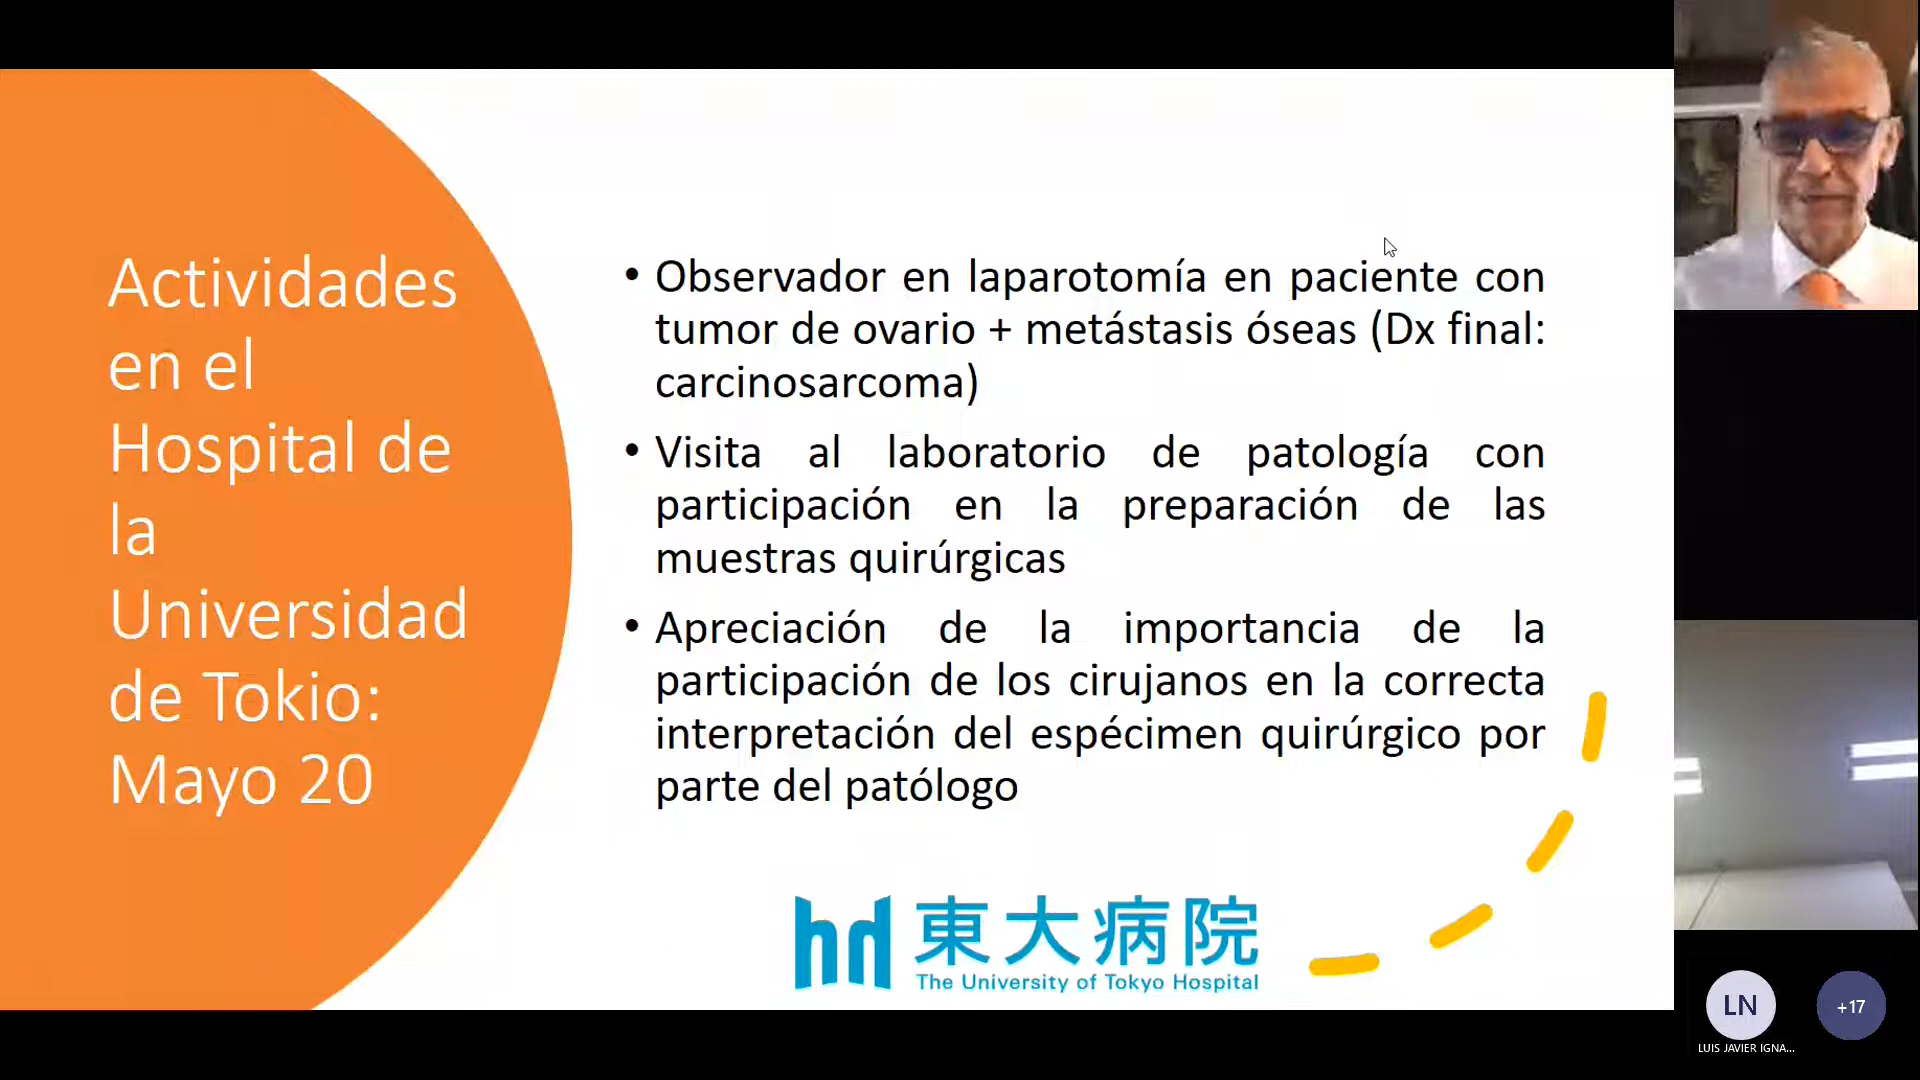 Actividades
en el
Hospital de
la
Universidad
de Tokio:
Mayo 20
• Observador en laparotomía en paciente con
tumor de ovario + metástasis óseas (Dx final:
carcinosarcoma)
• Visita al laboratorio de patología con
participación en la preparación de las
muestras quirúrgicas
• Apreciación de la importancia de la
participación de los cirujanos en la correcta
interpretación del espécimen quirúrgico por
parte del patólogo
hd 東大病院
The University of Tokyo Hospital
LN
+17
LUIS JAVIER IGNA...